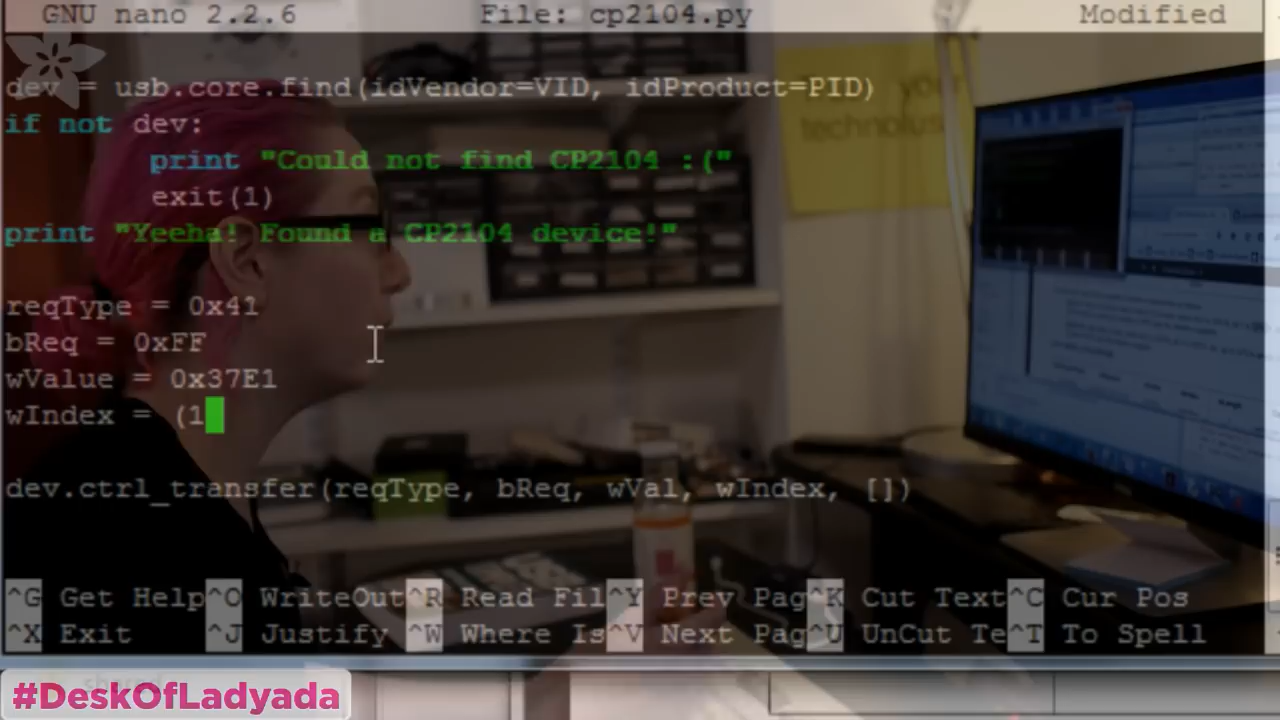 GNU nano 2.2.6 File: cp2104.py Modified
dev = usb.core.find(idVendor=VID, idProduct=PID)
if not dev:
print "Could not find CP2104 :("
exit(1)
print "Yeeha! Found a CP2104 device!"
reqType = 0x41
bReq = 0xFF
wValue = 0x37E1
wIndex = (1
dev.ctrl_transfer(reqType, bReq, wVal, wIndex, [])
^G Get Help ^O WriteOut ^R Read Fil ^Y Prev Pag ^K Cut Text ^C Cur Pos
^X Exit ^J Justify ^W Where Is ^V Next Pag ^U UnCut Te ^T To Spell
shared
#DeskOfLadyada